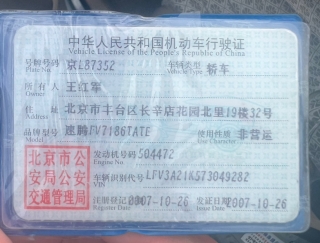 中华人民共和国机动车行驶证
Vehicle License of the People's Republic of China
号牌号码 京L87352 车辆类型 轿车
Plate No. Vehicle Type
所有人 王江军
Owner
住址 北京市丰台区长辛店花园北里19楼32号
Address
品牌型号 速腾FV7186TATE 使用性质 非营运
Model Use Character
北京市公安局公安交通管理局
发动机号码 504472
Engine No.
车辆识别代号 LFV3A21K573049282
VIN
注册登记日期 2007-10-26 发证日期 2007-10-26
Register Date Issue Date